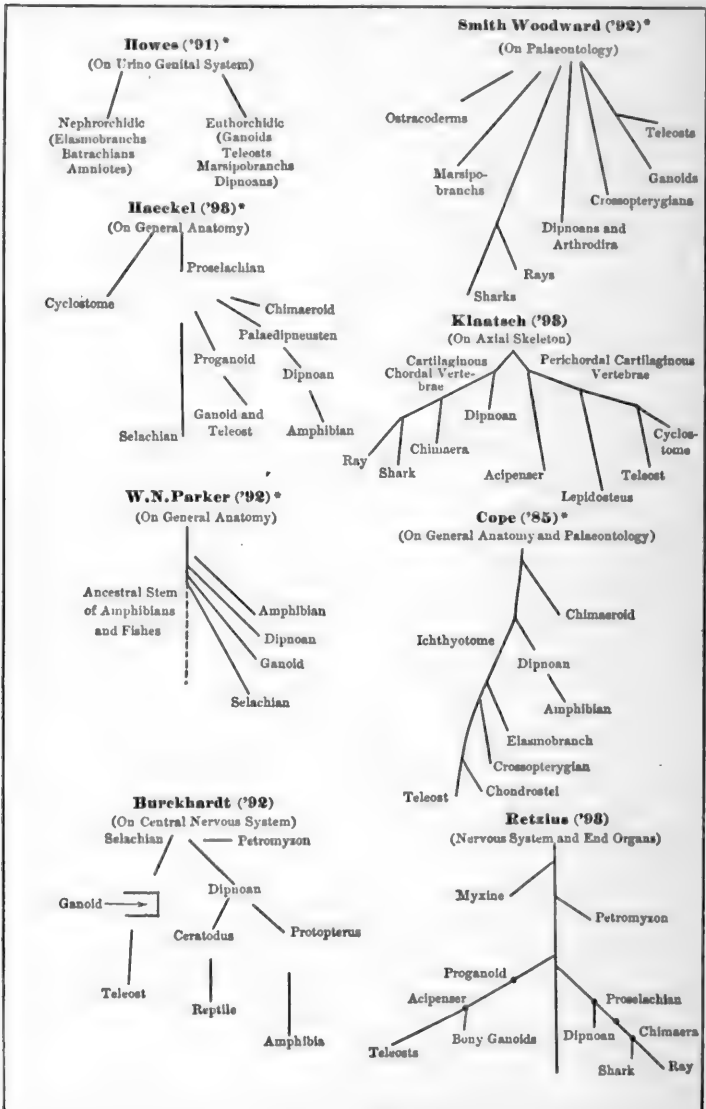 Howes ('91)*
(On Urino Genital System)
Nephrorchidic
(Elasmobranchs
Batrachians
Amniotes)
Euthorchidic
(Ganoids
Teleosts
Marsipobranchs
Dipnoans)
Smith Woodward ('92)*
(On Palaeontology)
Ostracoderms
Marsipo-
branchs
Sharks
Rays
Dipnoans and
Arthrodira
Crossopterygians
Ganoids
Teleosts
Haeckel ('98)*
(On General Anatomy)
Proselachian
Cyclostome
Chimaeroid
Palaedipneusten
Proganoid
Dipnoan
Ganoid and
Teleost
Selachian
Amphibian
Klaatsch ('98)
(On Axial Skeleton)
Cartilaginous
Chordal Verte-
brae
Perichordal Cartilaginous
Vertebrae
Dipnoan
Chimaera
Ray
Shark
Acipenser
Lepidosteus
Teleost
Cyclos-
tome
W.N.Parker ('92)*
(On General Anatomy)
Ancestral Stem
of Amphibians
and Fishes
Amphibian
Dipnoan
Ganoid
Selachian
Cope ('85)*
(On General Anatomy and Palaeontology)
Chimaeroid
Ichthyotome
Dipnoan
Amphibian
Elasmobranch
Crossopterygian
Chondrostei
Teleost
Burckhardt ('92)
(On Central Nervous System)
Selachian
Petromyzon
Ganoid
Dipnoan
Ceratodus
Protopterus
Teleost
Reptile
Amphibia
Retzius ('98)
(Nervous System and End Organs)
Myxine
Petromyzon
Proganoid
Acipenser
Teleosts
Bony Ganoids
Proselachian
Dipnoan
Chimaera
Shark
Ray